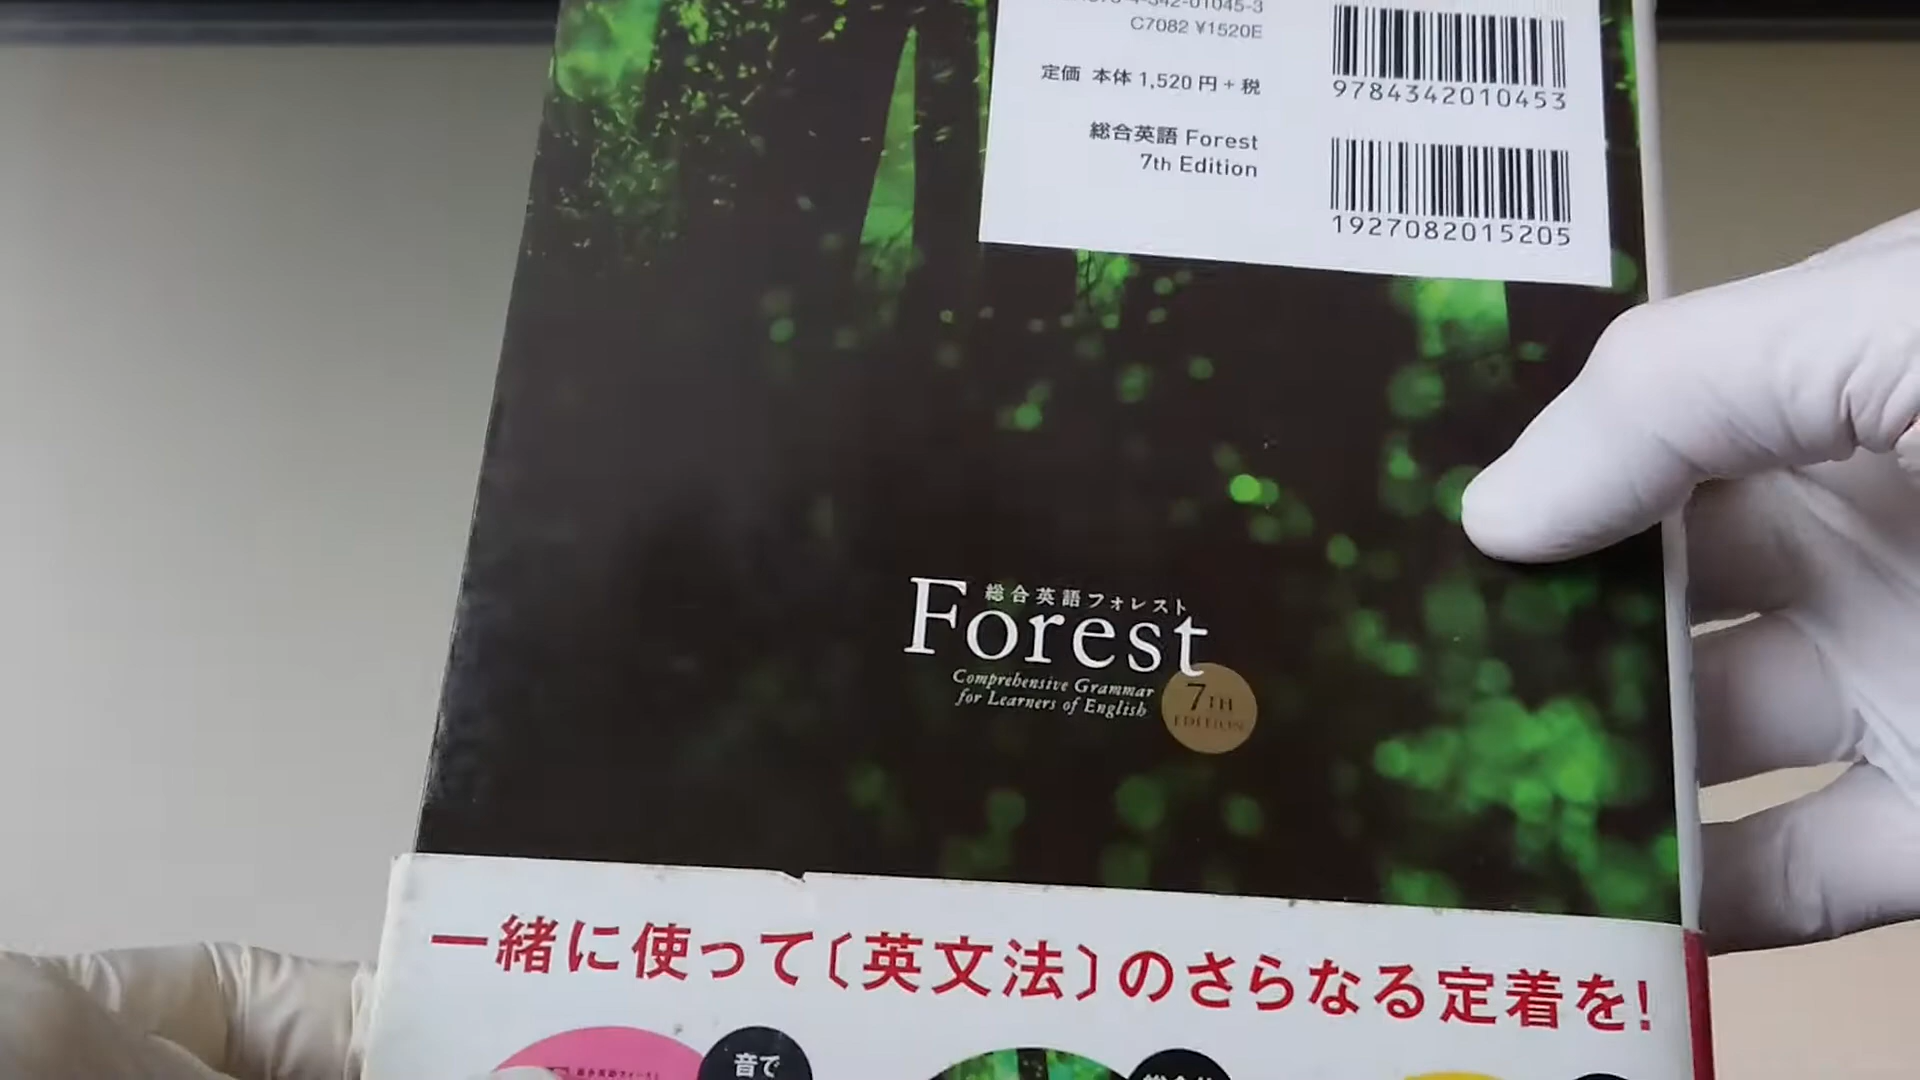 C7082 ¥1520E
定価 本体 1,520 円 + 税
総合英語 Forest
7th Edition
9784342010453
1927082015205
総合英語フォレスト
Forest
Comprehensive Grammar
for Learners of English
7TH
EDITION
一緒に使って〔英文法〕のさらなる定着を!
音で